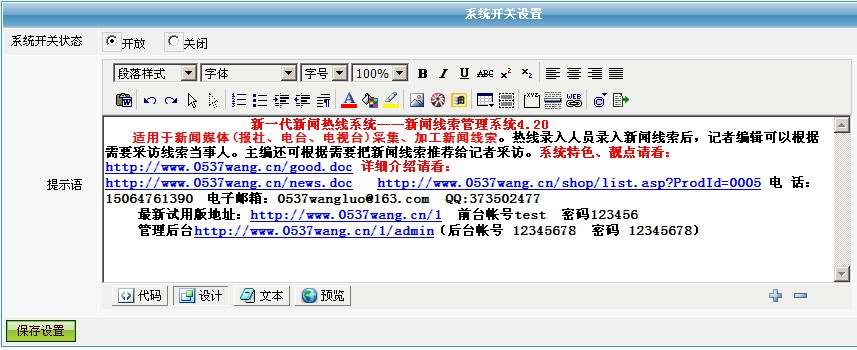 系统开关设置
系统开关状态 开放 关闭
段落样式 字体 字号 100% B I U ABC x² x₂
WEB
提示语
新一代新闻热线系统——新闻线索管理系统4.20
适用于新闻媒体(报社、电台、电视台)采集、加工新闻线索。热线录入人员录入新闻线索后，记者编辑可以根据
需要采访线索当事人。主编还可根据需要把新闻线索推荐给记者采访。系统特色、靓点请看：
http://www.0537wang.cn/good.doc 详细介绍请看：
http://www.0537wang.cn/news.doc http://www.0537wang.cn/shop/list.asp?ProdId=0005 电 话：
15064761390 电子邮箱：0537wangluo@163.com QQ:373502477
最新试用版地址：http://www.0537wang.cn/1 前台帐号test 密码123456
管理后台http://www.0537wang.cn/1/admin（后台帐号 12345678 密码 12345678）
代码 设计 文本 预览
保存设置